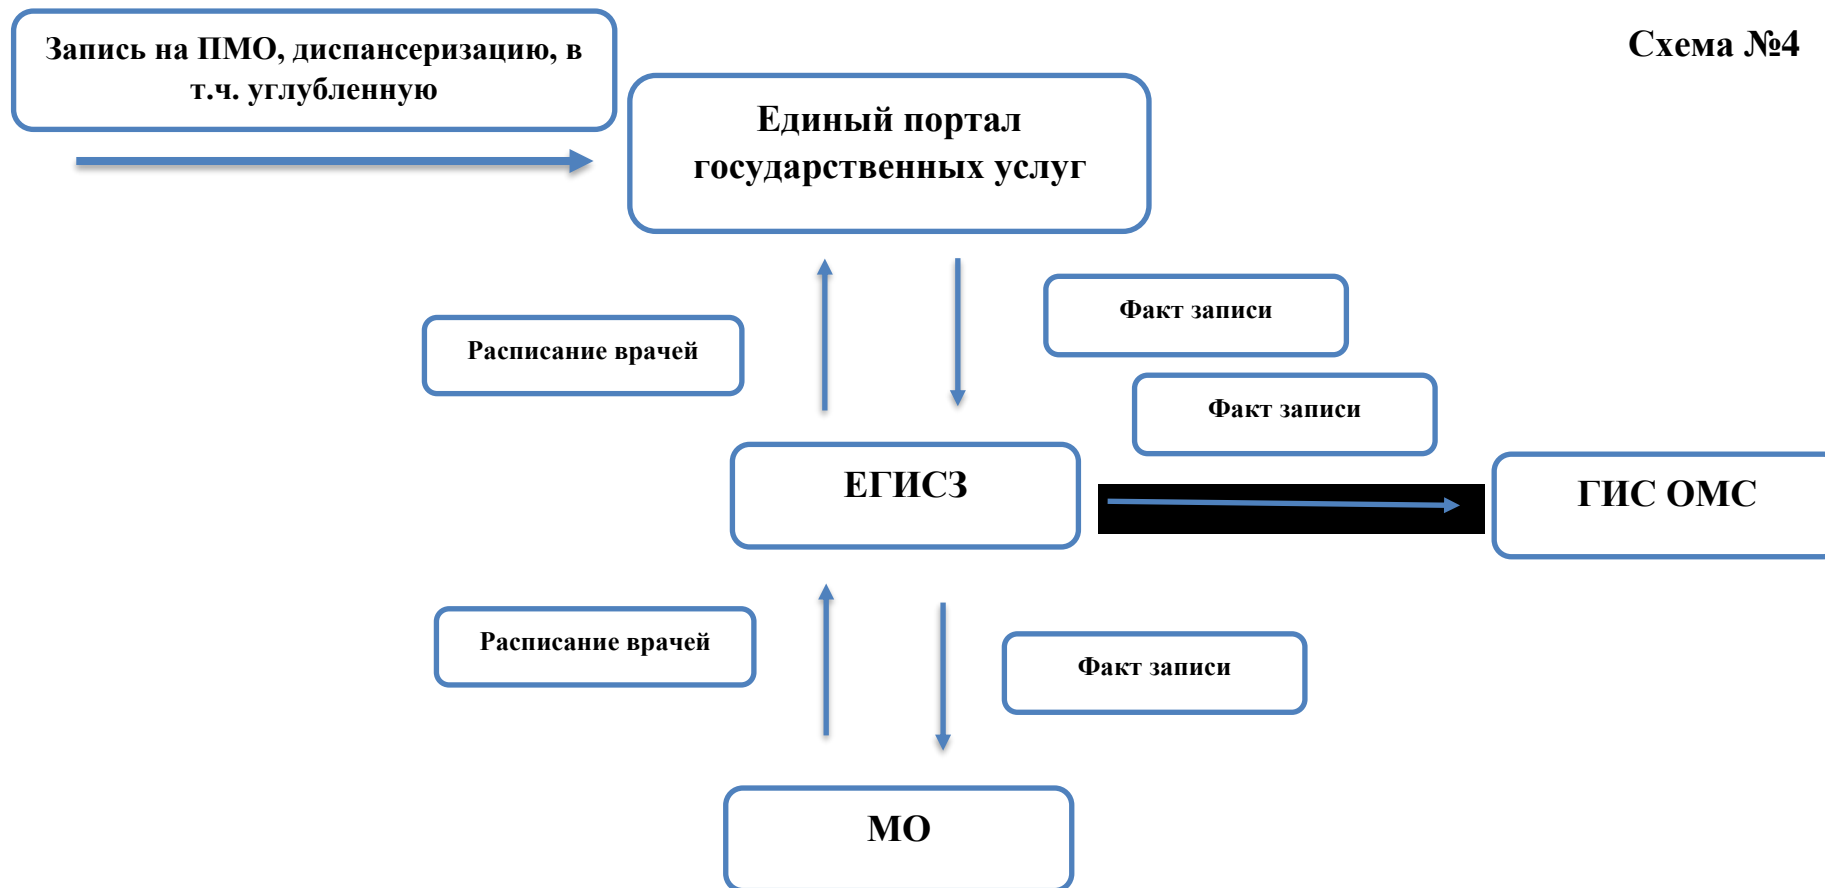 Запись на ПМО, диспансеризацию, в
т.ч. углубленную
Схема №4
Единый портал
государственных услуг
Факт записи
Расписание врачей
Факт записи
ЕГИСЗ
ГИС ОМС
Расписание врачей
Факт записи
МО